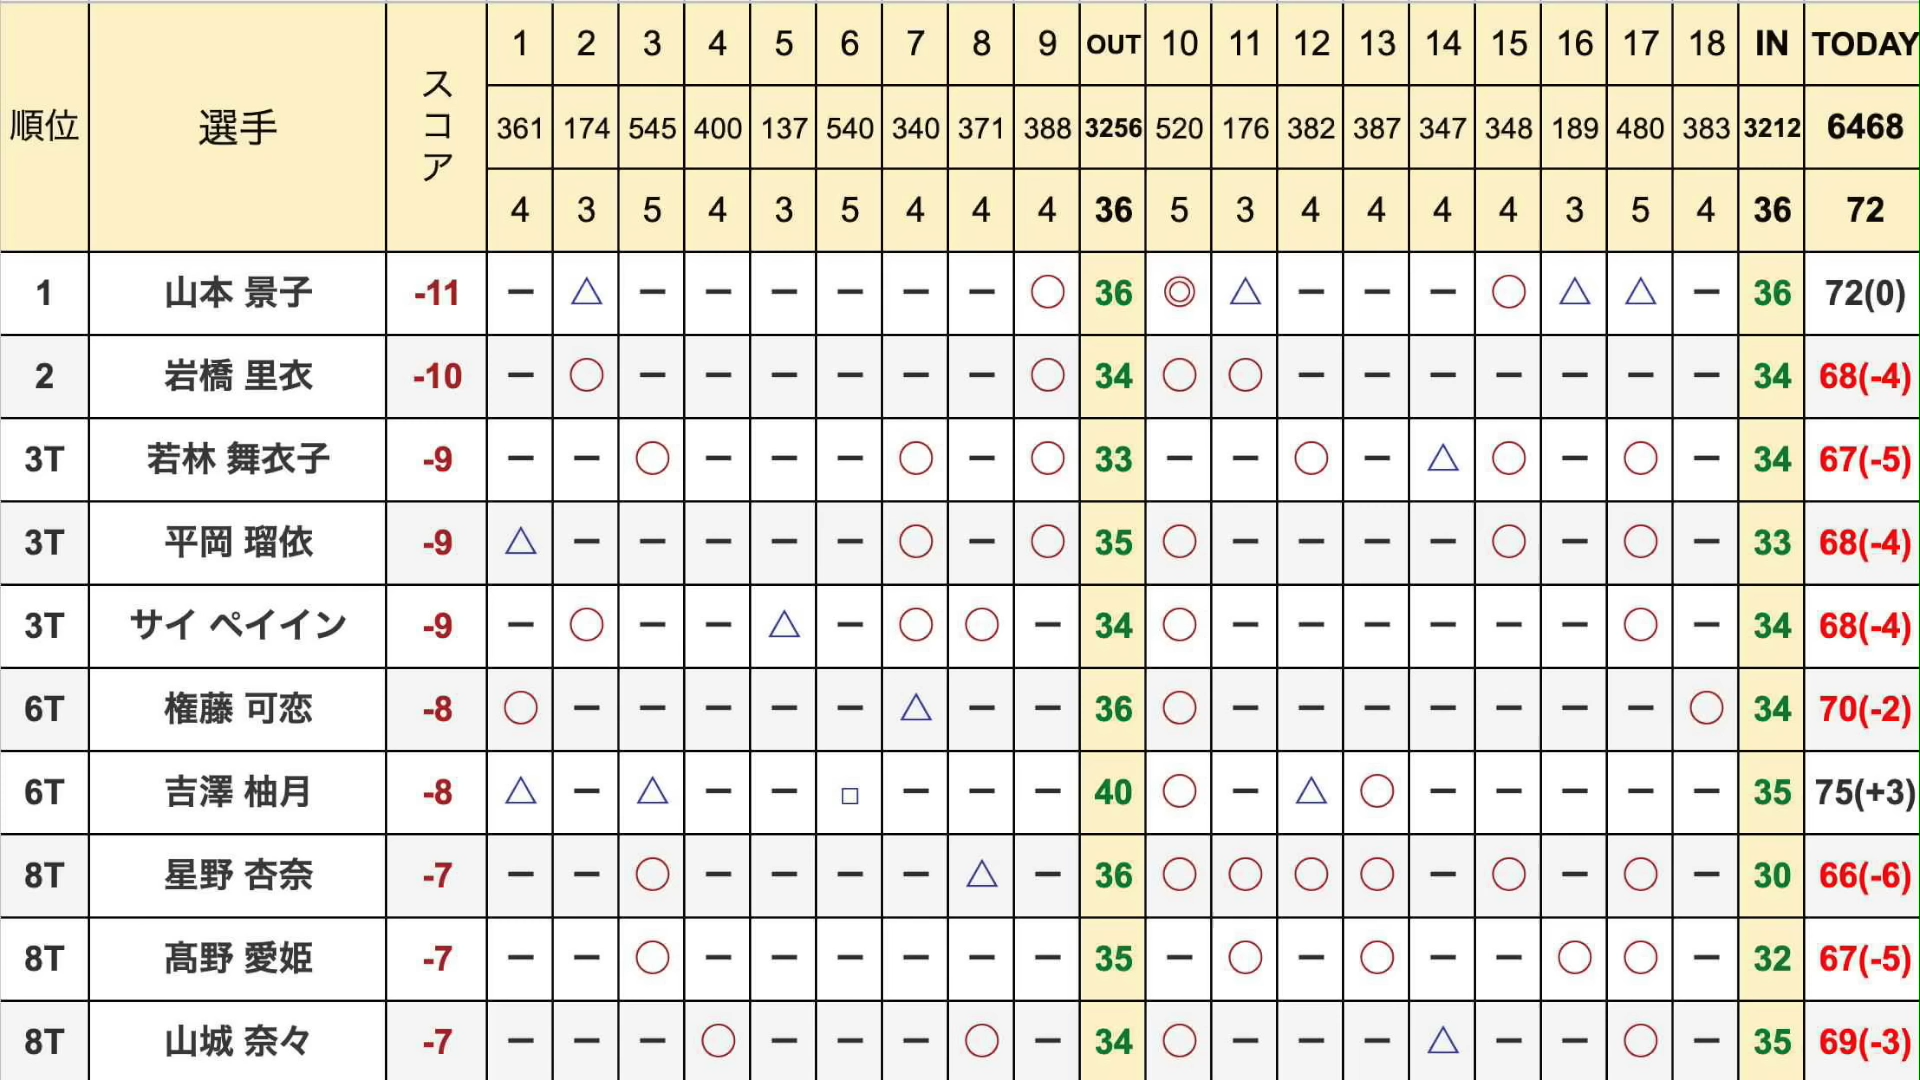 順位 選手 スコア 1 2 3 4 5 6 7 8 9 OUT 10 11 12 13 14 15 16 17 18 IN TODAY
361 174 545 400 137 540 340 371 388 3256 520 176 382 387 347 348 189 480 383 3212 6468
4 3 5 4 3 5 4 4 4 36 5 3 4 4 4 4 3 5 4 36 72
1 山本 景子 -11 － △ － － － － － － ○ 36 ◎ △ － － － ○ △ △ － 36 72(0)
2 岩橋 里衣 -10 － ○ － － － － － － ○ 34 ○ ○ － － － － － － － 34 68(-4)
3T 若林 舞衣子 -9 － － ○ － － － ○ － ○ 33 － － ○ － △ ○ － ○ － 34 67(-5)
3T 平岡 瑠依 -9 △ － － － － － ○ － ○ 35 ○ － － － － ○ － ○ － 33 68(-4)
3T サイ ペイイン -9 － ○ － － △ － ○ ○ － 34 ○ － － － － － － ○ － 34 68(-4)
6T 権藤 可恋 -8 ○ － － － － － △ － － 36 ○ － － － － － － － ○ 34 70(-2)
6T 吉澤 柚月 -8 △ － △ － － □ － － － 40 ○ － △ ○ － － － － － 35 75(+3)
8T 星野 杏奈 -7 － － ○ － － － － △ － 36 ○ ○ ○ ○ － ○ － ○ － 30 66(-6)
8T 髙野 愛姫 -7 － － ○ － － － － － － 35 － ○ － ○ － － ○ ○ － 32 67(-5)
8T 山城 奈々 -7 － － － ○ － － － ○ － 34 ○ － － － △ － － ○ － 35 69(-3)